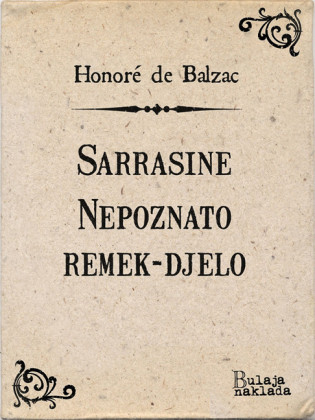 Honoré de Balzac
SARRASINE
NEPOZNATO
REMEK-DJELO
Bulaja
naklada